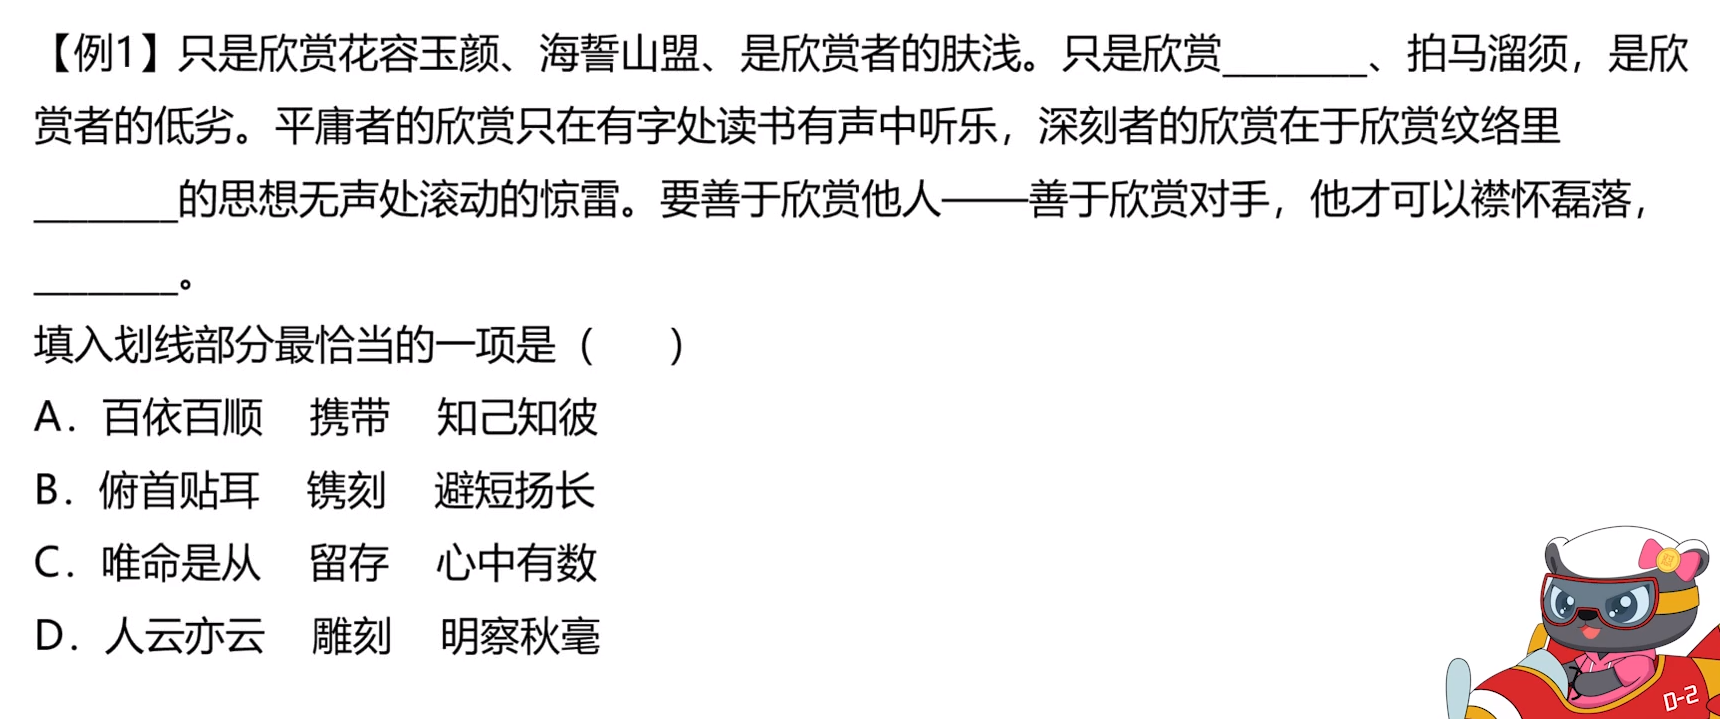 【例1】只是欣赏花容玉颜、海誓山盟、是欣赏者的肤浅。只是欣赏________、拍马溜须，是欣
赏者的低劣。平庸者的欣赏只在有字处读书有声中听乐，深刻者的欣赏在于欣赏纹络里
________的思想无声处滚动的惊雷。要善于欣赏他人——善于欣赏对手，他才可以襟怀磊落，
________。
填入划线部分最恰当的一项是（　　）
A．百依百顺　携带　知己知彼
B．俯首贴耳　镌刻　避短扬长
C．唯命是从　留存　心中有数
D．人云亦云　雕刻　明察秋毫
D-2